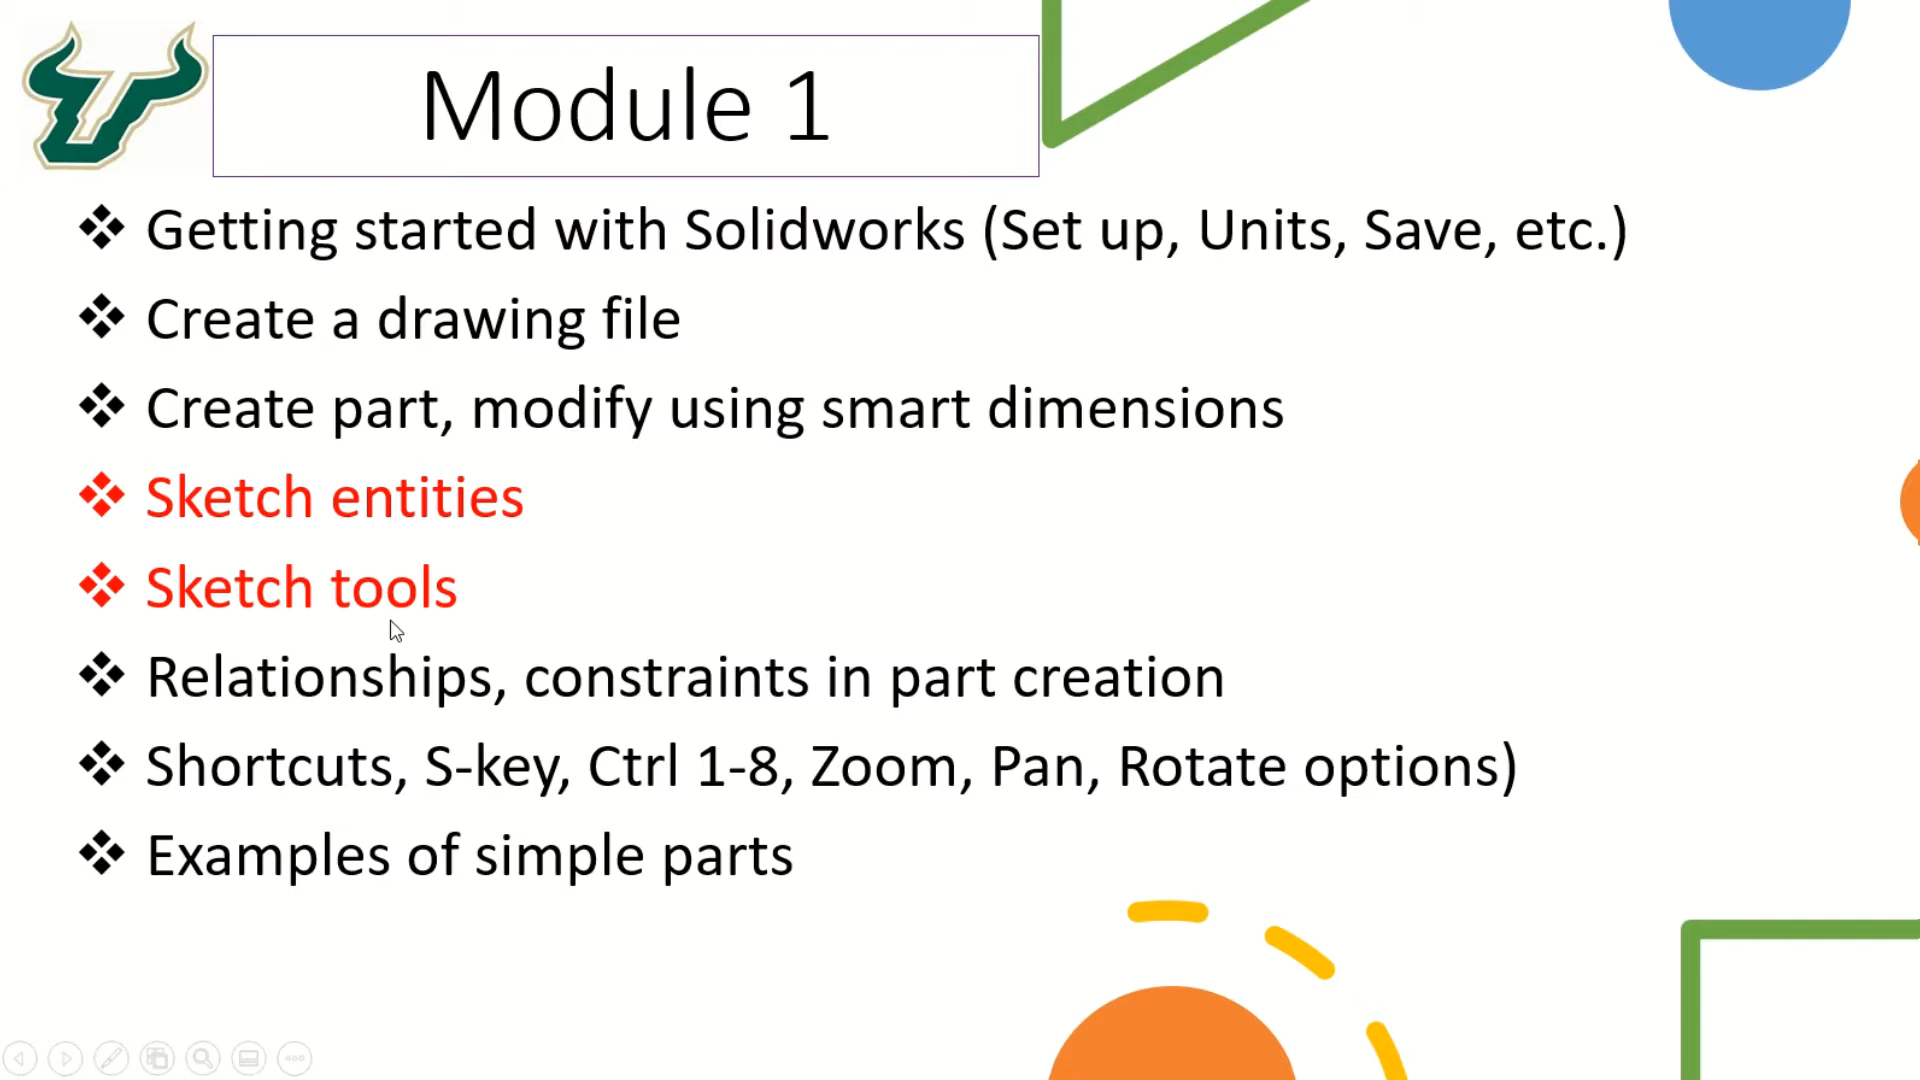 Module 1
Getting started with Solidworks (Set up, Units, Save, etc.)
Create a drawing file
Create part, modify using smart dimensions
Sketch entities
Sketch tools
Relationships, constraints in part creation
Shortcuts, S-key, Ctrl 1-8, Zoom, Pan, Rotate options)
Examples of simple parts